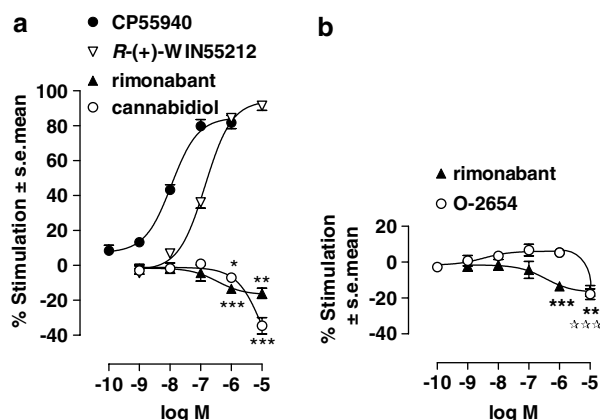 a
CP55940
R-(+)-WIN55212
rimonabant
cannabidiol
% Stimulation ± s.e.mean
100
80
60
40
20
0
-20
-40
*
**
***
***
-10 -9 -8 -7 -6 -5
log M
b
rimonabant
O-2654
% Stimulation
± s.e.mean
20
0
-20
-40
***
**
☆☆☆
-10 -9 -8 -7 -6 -5
log M